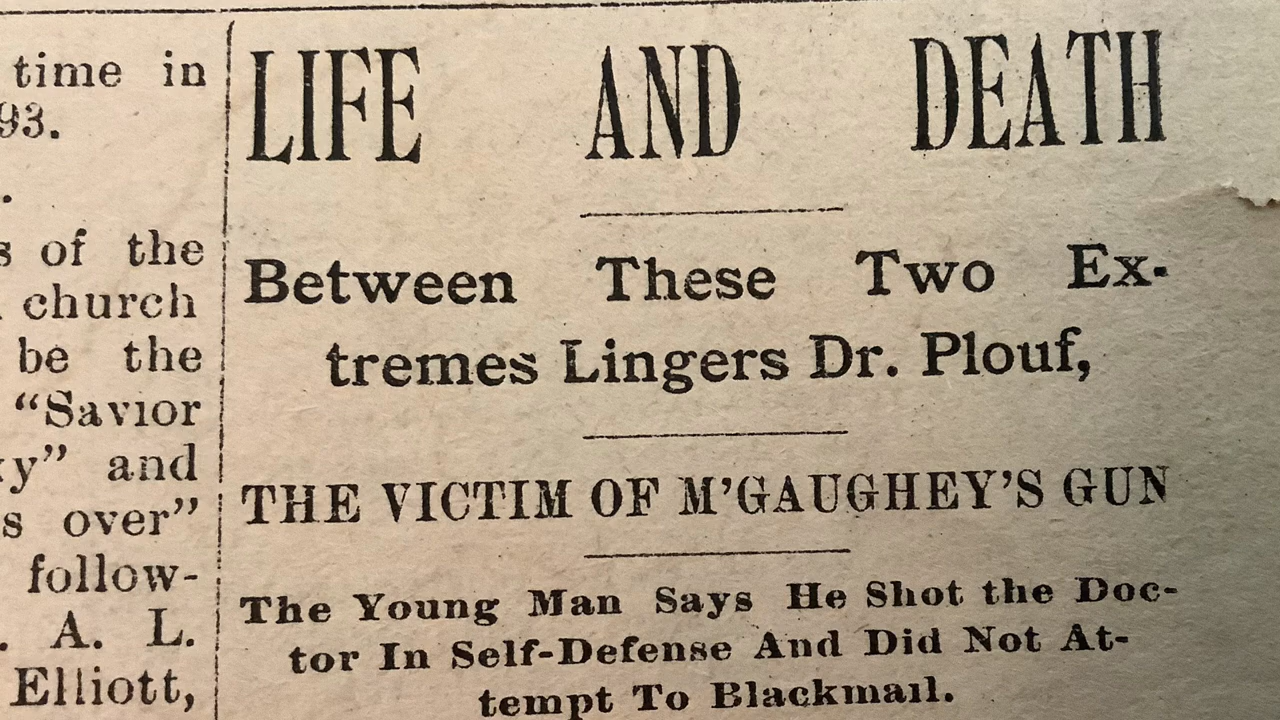 time in
93.
s of the
church
be the
“Savior
y” and
s over”
follow-
. A. L.
Elliott,
LIFE AND DEATH
Between These Two Ex-
tremes Lingers Dr. Plouf,
THE VICTIM OF M'GAUGHEY'S GUN
The Young Man Says He Shot the Doc-
tor In Self-Defense And Did Not At-
tempt To Blackmail.